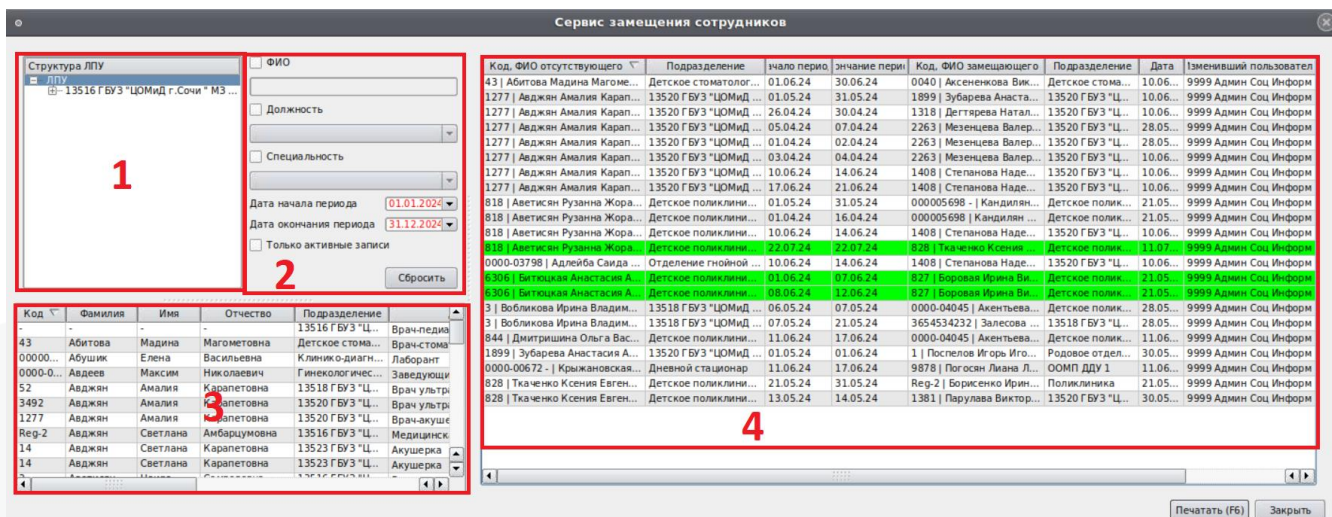 Сервис замещения сотрудников
Структура ЛПУ
ЛПУ
13516 ГБУЗ "ЦОМиД г.Сочи " МЗ ...
1
ФИО
Должность
Специальность
Дата начала периода 01.01.2024
Дата окончания периода 31.12.2024
Только активные записи
2
Сбросить
Код Фамилия Имя Отчество Подразделение
- - - - 13516 ГБУЗ "Ц... Врач-педиа
43 Абитова Мадина Магометовна Детское стома... Врач-стома
00000... Абушик Елена Васильевна Клинико-диагн... Лаборант
0000-0... Авдеев Максим Николаевич Гинекологичес... Заведующи
52 Авджян Амалия Карапетовна 13518 ГБУЗ "Ц... Врач ультра
3492 Авджян Амалия Карапетовна 13520 ГБУЗ "Ц... Врач ультра
1277 Авджян Амалия Карапетовна 13520 ГБУЗ "Ц... Врач-акуше
Reg-2 Авджян Светлана Амбарцумовна 13516 ГБУЗ "Ц... Медицинск
14 Авджян Светлана Карапетовна 13523 ГБУЗ "Ц... Акушерка
14 Авджян Светлана Карапетовна 13523 ГБУЗ "Ц... Акушерка
3
Код, ФИО отсутствующего Подразделение ачало перио, ончание пери Код, ФИО замещающего Подразделение Дата Изменивший пользовател
43 | Абитова Мадина Магоме... Детское стоматолог... 01.06.24 30.06.24 0040 | Аксененкова Вик... Детское стома... 10.06... 9999 Админ Соц Информ
1277 | Авджян Амалия Карап... 13520 ГБУЗ "ЦОМиД ... 01.05.24 31.05.24 1899 | Зубарева Анаста... 13520 ГБУЗ "Ц... 10.06... 9999 Админ Соц Информ
1277 | Авджян Амалия Карап... 13520 ГБУЗ "ЦОМиД ... 26.04.24 30.04.24 1318 | Дегтярева Натал... 13520 ГБУЗ "Ц... 10.06... 9999 Админ Соц Информ
1277 | Авджян Амалия Карап... 13520 ГБУЗ "ЦОМиД ... 05.04.24 07.04.24 2263 | Мезенцева Валер... 13520 ГБУЗ "Ц... 28.05... 9999 Админ Соц Информ
1277 | Авджян Амалия Карап... 13520 ГБУЗ "ЦОМиД ... 01.04.24 02.04.24 2263 | Мезенцева Валер... 13520 ГБУЗ "Ц... 28.05... 9999 Админ Соц Информ
1277 | Авджян Амалия Карап... 13520 ГБУЗ "ЦОМиД ... 03.04.24 04.04.24 2263 | Мезенцева Валер... 13520 ГБУЗ "Ц... 10.06... 9999 Админ Соц Информ
1277 | Авджян Амалия Карап... 13520 ГБУЗ "ЦОМиД ... 10.06.24 14.06.24 1408 | Степанова Наде... 13520 ГБУЗ "Ц... 10.06... 9999 Админ Соц Информ
1277 | Авджян Амалия Карап... 13520 ГБУЗ "ЦОМиД ... 17.06.24 21.06.24 1408 | Степанова Наде... 13520 ГБУЗ "Ц... 10.06... 9999 Админ Соц Информ
818 | Аветисян Рузанна Жора... Детское поликлини... 01.05.24 31.05.24 000005698 - | Кандилян... Детское полик... 21.05... 9999 Админ Соц Информ
818 | Аветисян Рузанна Жора... Детское поликлини... 01.04.24 16.04.24 000005698 | Кандилян ... Детское полик... 21.05... 9999 Админ Соц Информ
818 | Аветисян Рузанна Жора... Детское поликлини... 10.06.24 14.06.24 1408 | Степанова Наде... 13520 ГБУЗ "Ц... 10.06... 9999 Админ Соц Информ
818 | Аветисян Рузанна Жора... Детское поликлини... 22.07.24 22.07.24 828 | Ткаченко Ксения ... Детское полик... 11.07... 9999 Админ Соц Информ
0000-03798 | Адлейба Саида ... Отделение гнойной ... 10.06.24 14.06.24 1408 | Степанова Наде... 13520 ГБУЗ "Ц... 10.06... 9999 Админ Соц Информ
6306 | Битюцкая Анастасия А... Детское поликлини... 01.06.24 07.06.24 827 | Боровая Ирина Ви... Детское полик... 21.05... 9999 Админ Соц Информ
6306 | Битюцкая Анастасия А... Детское поликлини... 08.06.24 12.06.24 827 | Боровая Ирина Ви... Детское полик... 21.05... 9999 Админ Соц Информ
3 | Вобликова Ирина Владим... 13518 ГБУЗ "ЦОМиД ... 06.05.24 07.05.24 0000-04045 | Акентьева... Детское полик... 28.05... 9999 Админ Соц Информ
3 | Вобликова Ирина Владим... 13518 ГБУЗ "ЦОМиД ... 07.05.24 21.05.24 3654534232 | Залесова ... 13518 ГБУЗ "Ц... 28.05... 9999 Админ Соц Информ
844 | Дмитришина Ольга Вас... Детское поликлини... 11.06.24 17.06.24 0000-04045 | Акентьева... Детское полик... 11.06... 9999 Админ Соц Информ
1899 | Зубарева Анастасия А... 13520 ГБУЗ "ЦОМиД ... 01.05.24 01.06.24 1 | Поспелов Игорь Иго... Родовое отдел... 30.05... 9999 Админ Соц Информ
0000-00672 - | Крыжановская... Дневной стационар 11.06.24 17.06.24 9878 | Погосян Лиана Л... ООМП ДДУ 1 11.06... 9999 Админ Соц Информ
828 | Ткаченко Ксения Евген... Детское поликлини... 21.05.24 31.05.24 Reg-2 | Борисенко Ирин... Поликлиника 21.05... 9999 Админ Соц Информ
828 | Ткаченко Ксения Евген... Детское поликлини... 13.05.24 14.05.24 1381 | Парулава Виктор... 13520 ГБУЗ "Ц... 30.05... 9999 Админ Соц Информ
4
Печатать (F6) Закрыть